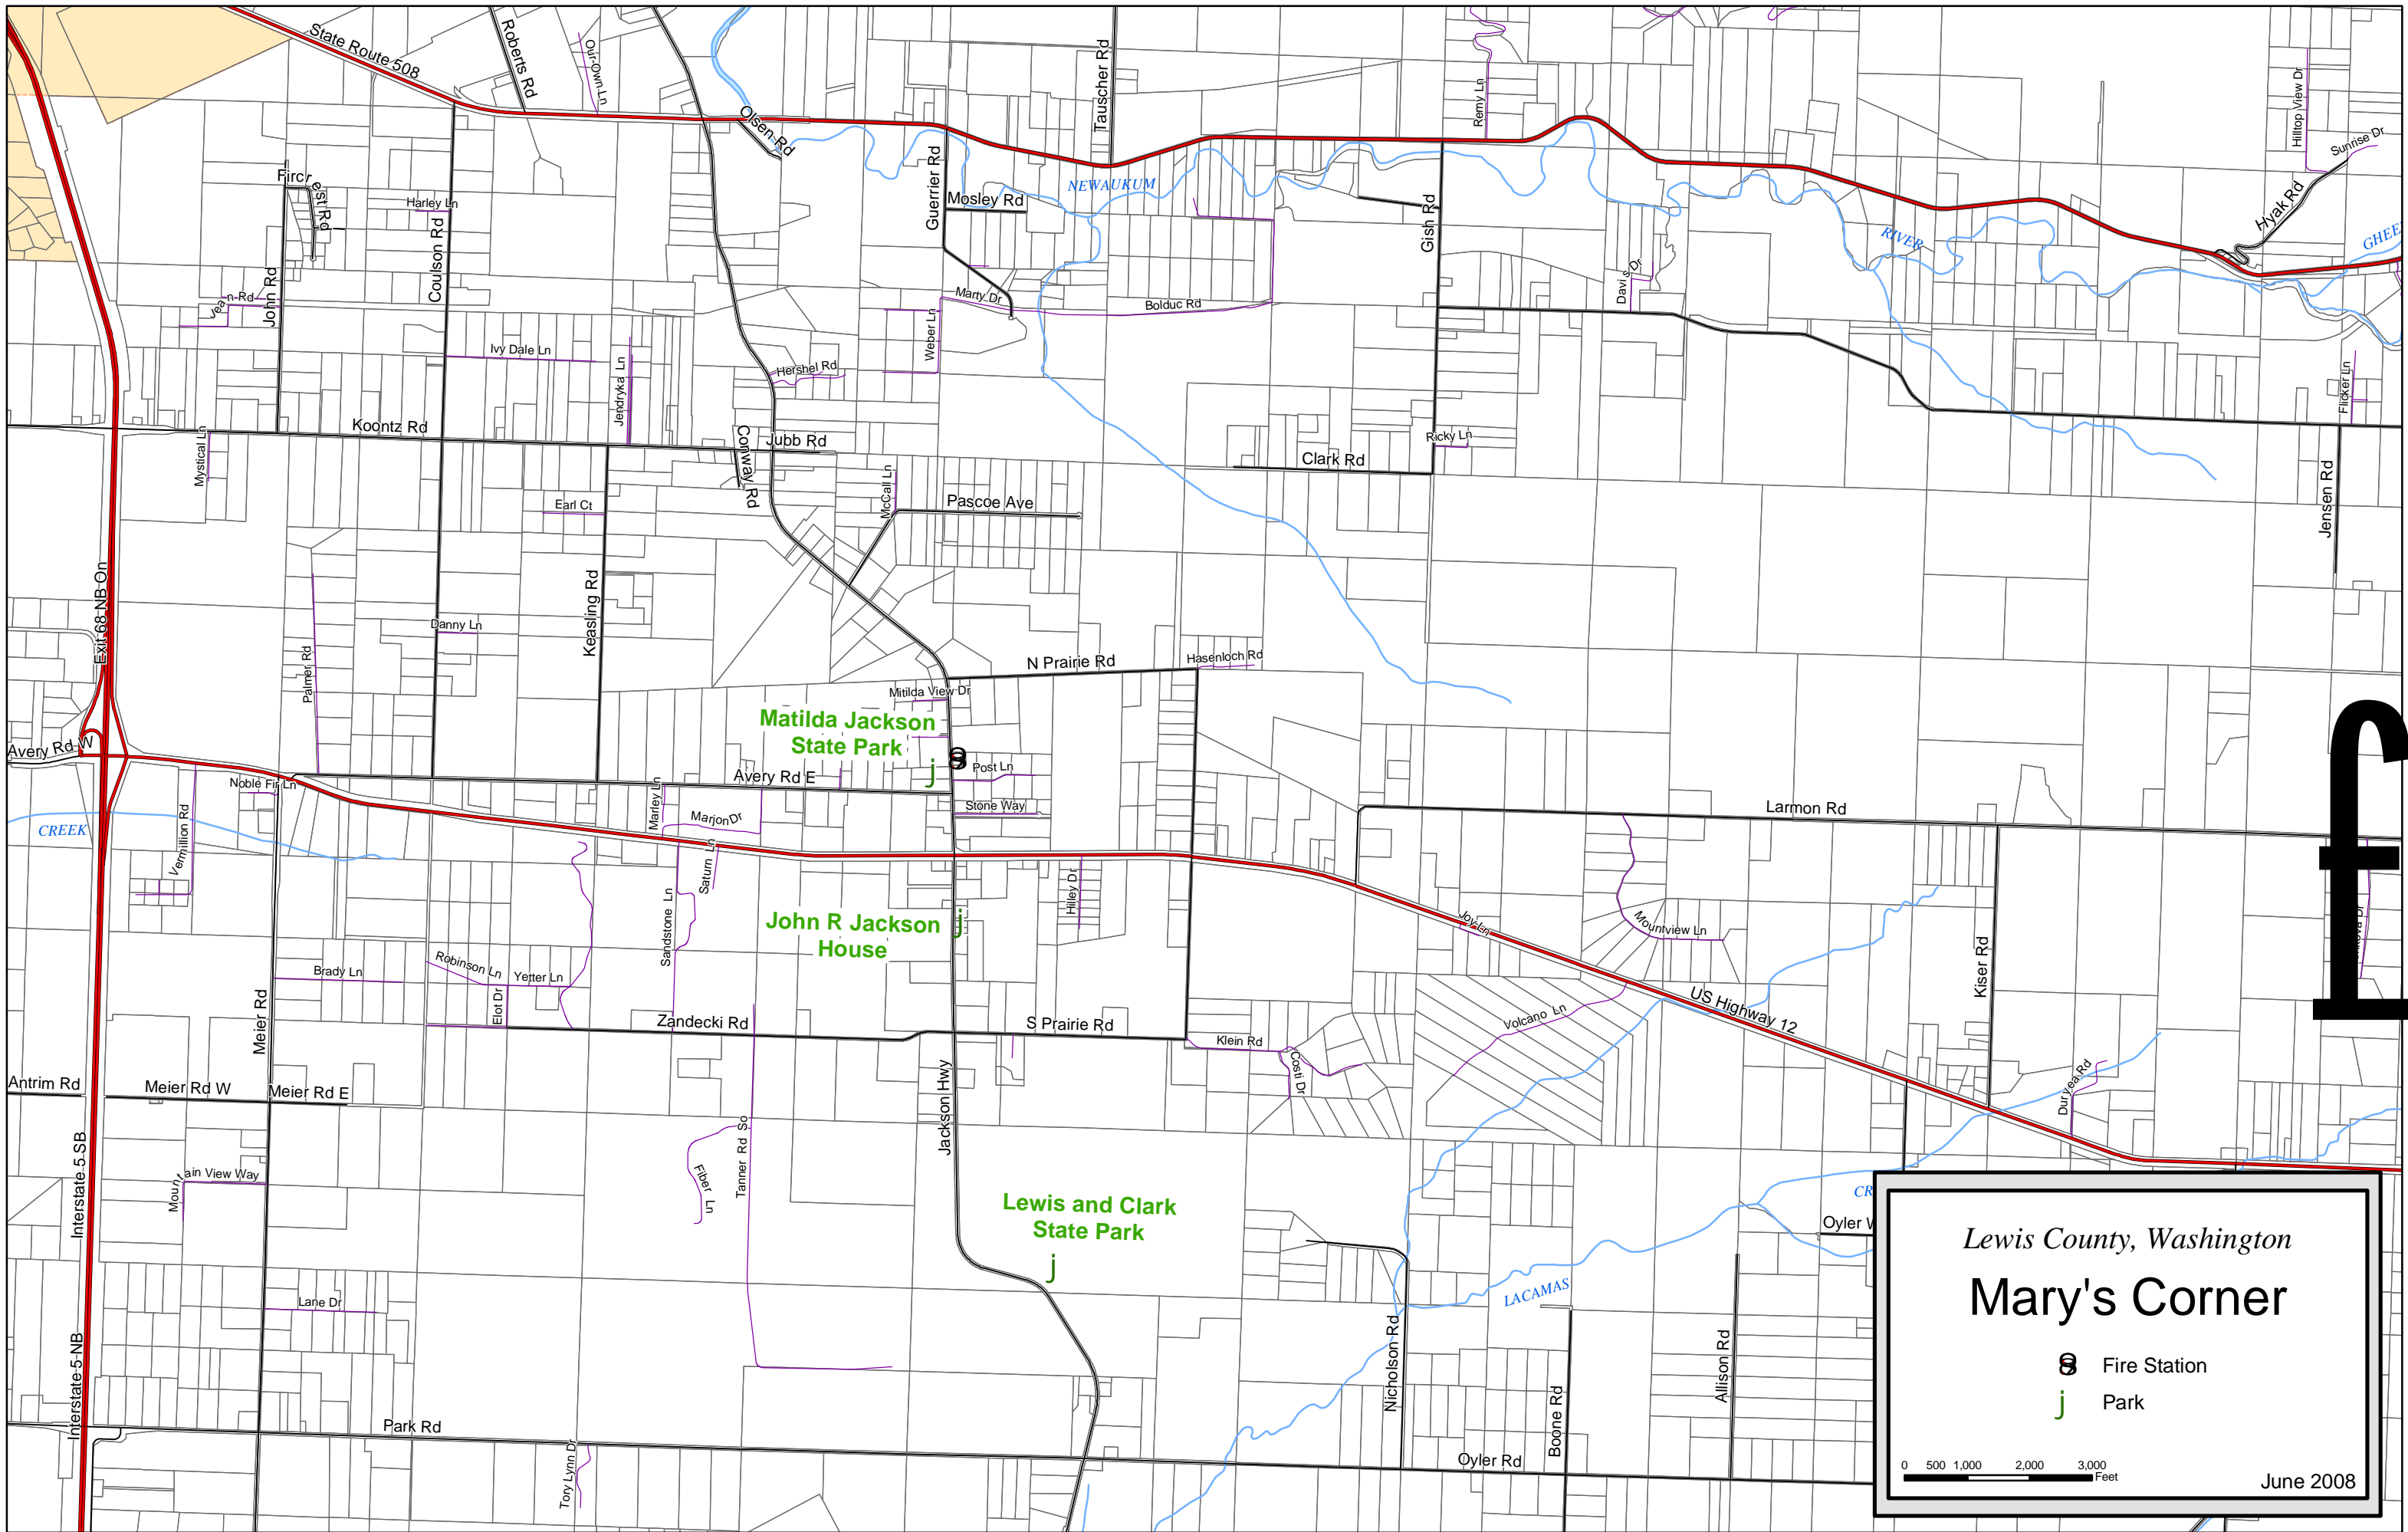 State Route 508
Roberts Rd
Our Own Ln
Olsen Rd
Tauscher Rd
Remy Ln
Hilltop View Dr
Sunrise Dr
Hyak Rd
Fircrest Rd
Harley Ln
Coulson Rd
Guerrier Rd
Mosley Rd
NEWAUKUM
Gish Rd
RIVER
Jean Rd
John Rd
Marty Dr
Bolduc Rd
Davis Dr
Weber Ln
Ivy Dale Ln
Jendryka Ln
Hershel Rd
Flicker Ln
Koontz Rd
Mystical Ln
Conway Rd
Jubb Rd
Ricky Ln
Clark Rd
McCall Ln
Pascoe Ave
Earl Ct
Jensen Rd
Exit 68 NB On
Keasling Rd
Danny Ln
Palmer Rd
N Prairie Rd
Hasenloch Rd
Mitilda View Dr
Matilda Jackson
State Park
Avery Rd W
Avery Rd E
Post Ln
Noble Fir Ln
Stone Way
Larmon Rd
Marley Ln
Marjon Dr
CREEK
Vermillion Rd
Saturn Ln
Sandstone Ln
Hilley Dr
John R Jackson
House
Joy Ln
Mountview Ln
Kiser Rd
Robinson Ln
Yetter Ln
Brady Ln
Elot Dr
US Highway 12
Volcano Ln
Meier Rd
Zandecki Rd
S Prairie Rd
Klein Rd
Costi Dr
Duryea Rd
Antrim Rd
Meier Rd W
Meier Rd E
Jackson Hwy
Tanner Rd So
Fiber Ln
Interstate 5 SB
Mountain View Way
Lewis and Clark
State Park
CR
Oyler W
LACAMAS
Lane Dr
Nicholson Rd
Boone Rd
Allison Rd
Interstate 5 NB
Park Rd
Oyler Rd
Tory Lynn Dr
Lewis County, Washington
Mary's Corner
Fire Station
j Park
0 500 1,000 2,000 3,000
Feet
June 2008